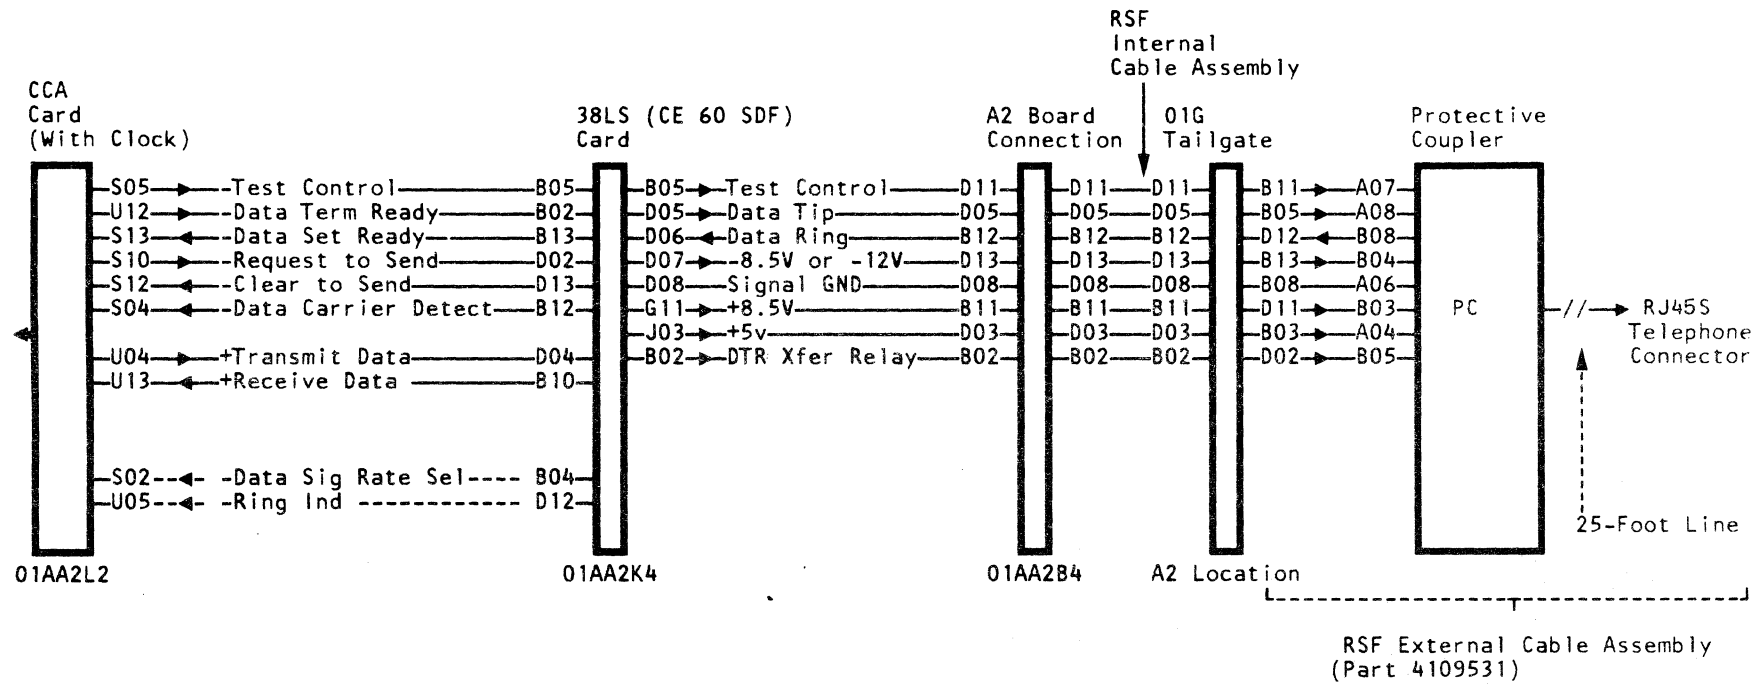 RSF
Internal
Cable Assembly
CCA
Card
(With Clock)
38LS (CE 60 SDF)
Card
A2 Board
Connection
01G
Tailgate
Protective
Coupler
S05 -Test Control B05 B05 Test Control D11 D11 D11 B11 A07
U12 -Data Term Ready B02 D05 Data Tip D05 D05 D05 B05 A08
S13 -Data Set Ready B13 D06 Data Ring B12 B12 B12 D12 B08
S10 -Request to Send D02 D07 -8.5V or -12V D13 D13 D13 B13 B04
S12 -Clear to Send D13 D08 Signal GND D08 D08 D08 B08 A06
S04 -Data Carrier Detect B12 G11 +8.5V B11 B11 B11 D11 B03 PC // RJ45S
J03 +5v D03 D03 D03 B03 A04 Telephone
U04 +Transmit Data D04 B02 DTR Xfer Relay B02 B02 B02 D02 B05 Connector
U13 +Receive Data B10
S02 -Data Sig Rate Sel B04
U05 -Ring Ind D12
25-Foot Line
01AA2L2 01AA2K4 01AA2B4 A2 Location
RSF External Cable Assembly
(Part 4109531)